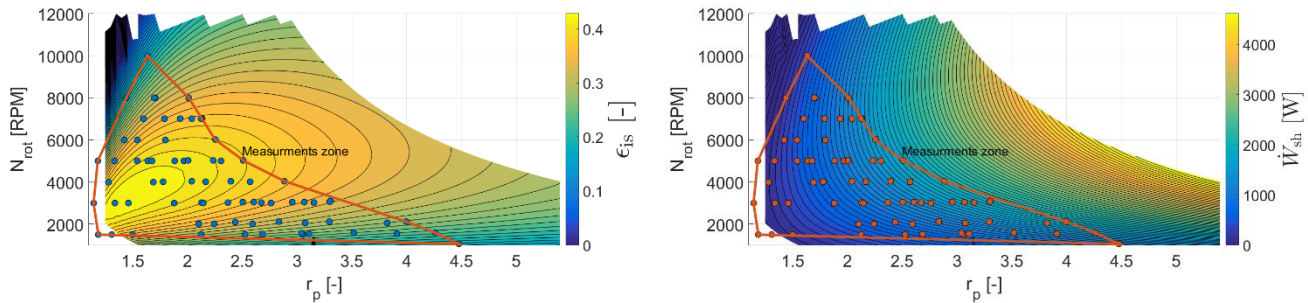 12000
10000
8000
6000
4000
2000
N_rot [RPM]
Measurments zone
1.5 2 2.5 3 3.5 4 4.5 5
r_p [-]
0.4
0.3
0.2
0.1
0
ϵ_is [-]
12000
10000
8000
6000
4000
2000
N_rot [RPM]
Measurments zone
1.5 2 2.5 3 3.5 4 4.5 5
r_p [-]
4000
3000
2000
1000
0
Ẇ_sh [W]